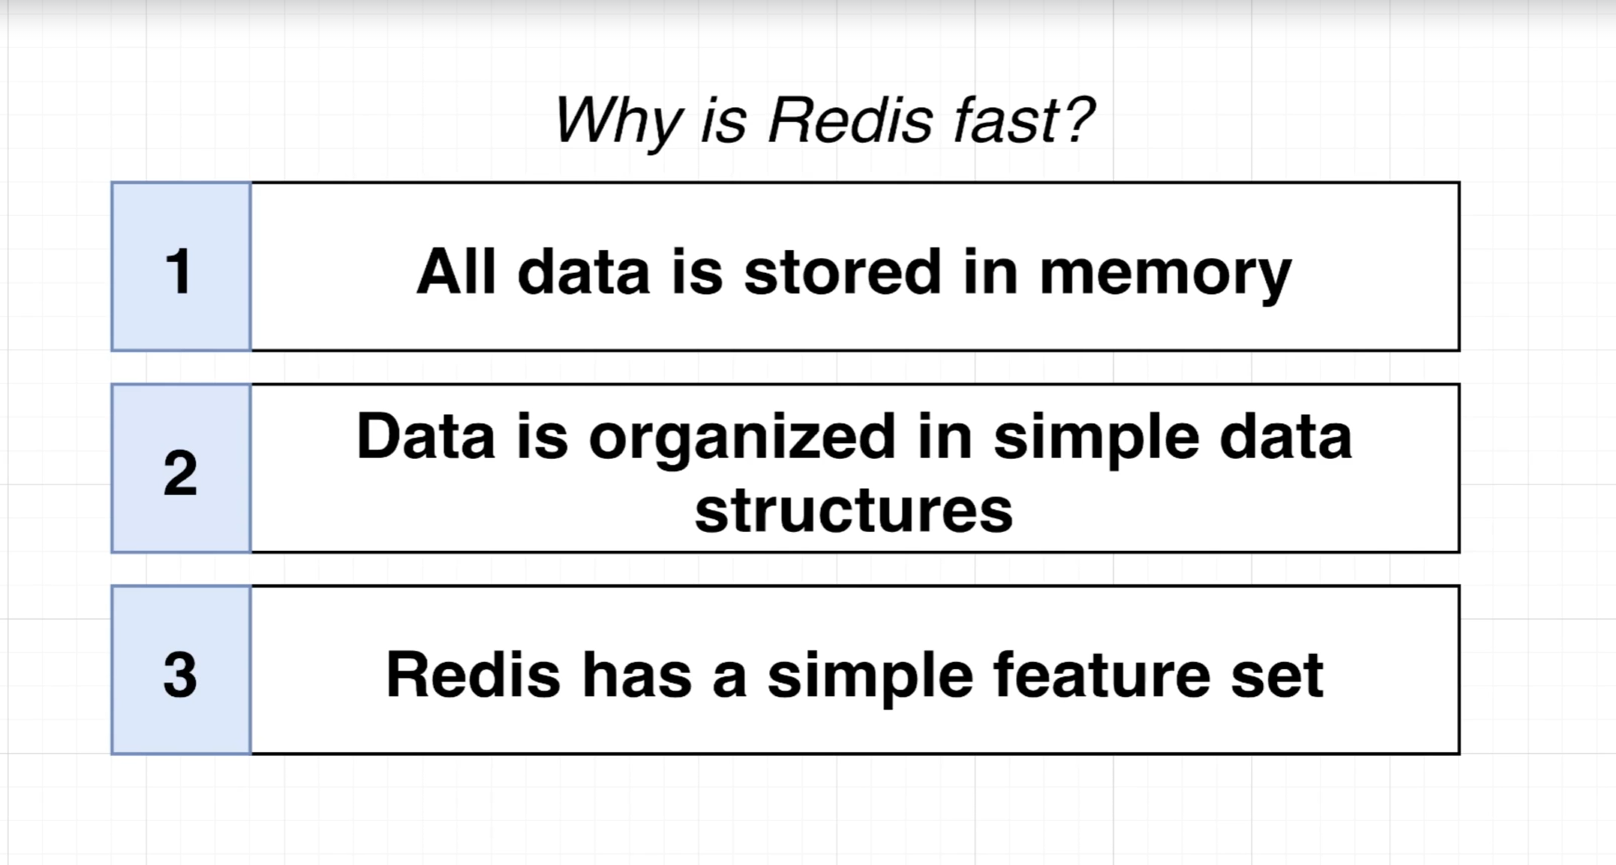 Why is Redis fast?
1
All data is stored in memory
2
Data is organized in simple data
structures
3
Redis has a simple feature set